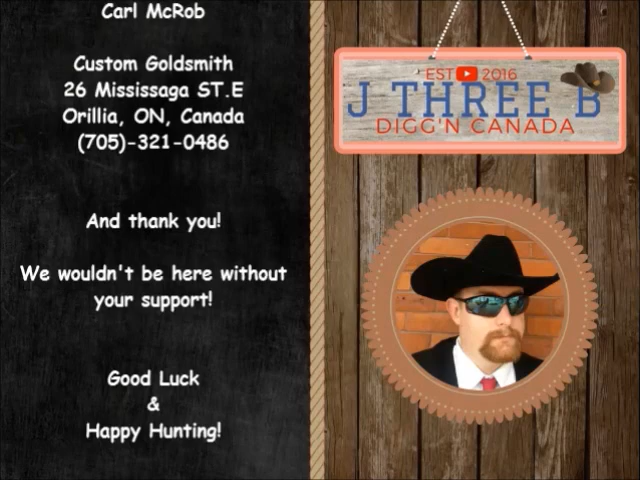 Carl McRob
Custom Goldsmith
26 Mississaga ST.E
Orillia, ON, Canada
(705)-321-0486
And thank you!
We wouldn't be here without
your support!
Good Luck
&
Happy Hunting!
EST 2016
J THREE B
DIGG'N CANADA